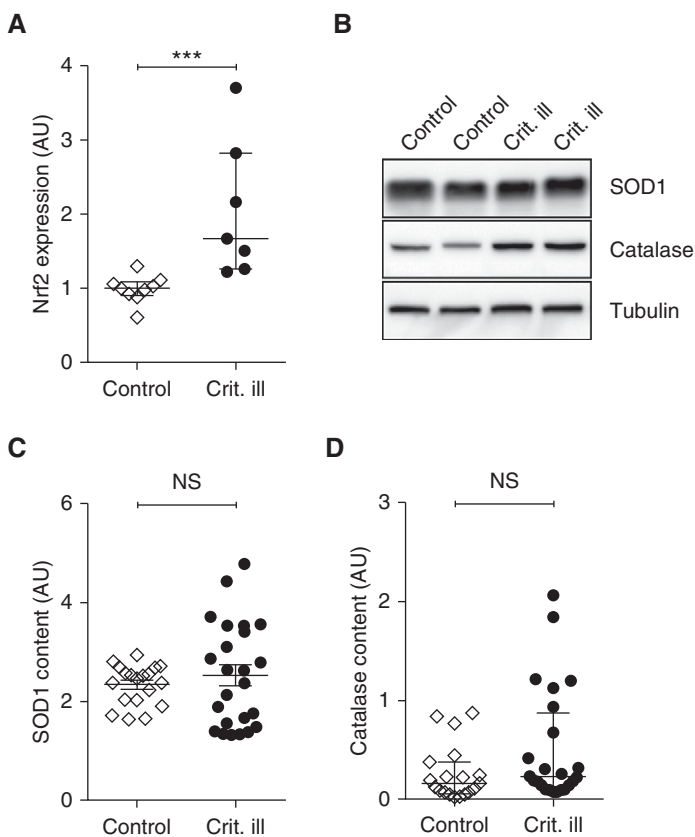 A
Nrf2 expression (AU)
4
3
2
1
0
***
Control
Crit. ill
B
Control
Control
Crit. ill
Crit. ill
SOD1
Catalase
Tubulin
C
SOD1 content (AU)
6
4
2
0
NS
Control
Crit. ill
D
Catalase content (AU)
3
2
1
0
NS
Control
Crit. ill